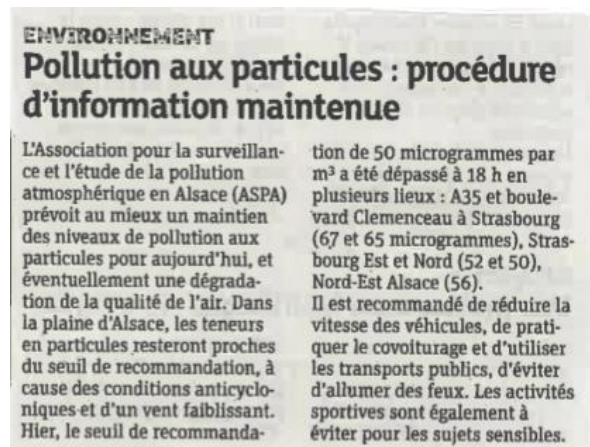 ENVIRONNEMENT
Pollution aux particules : procédure
d'information maintenue
L'Association pour la surveillan-
ce et l'étude de la pollution
atmosphérique en Alsace (ASPA)
prévoit au mieux un maintien
des niveaux de pollution aux
particules pour aujourd'hui, et
éventuellement une dégrada-
tion de la qualité de l'air. Dans
la plaine d'Alsace, les teneurs
en particules resteront proches
du seuil de recommandation, à
cause des conditions anticyclo-
niques et d'un vent faiblissant.
Hier, le seuil de recommanda-
tion de 50 microgrammes par
m³ a été dépassé à 18 h en
plusieurs lieux : A35 et boule-
vard Clemenceau à Strasbourg
(67 et 65 microgrammes), Stras-
bourg Est et Nord (52 et 50),
Nord-Est Alsace (56).
Il est recommandé de réduire la
vitesse des véhicules, de prati-
quer le covoiturage et d'utiliser
les transports publics, d'éviter
d'allumer des feux. Les activités
sportives sont également à
éviter pour les sujets sensibles.